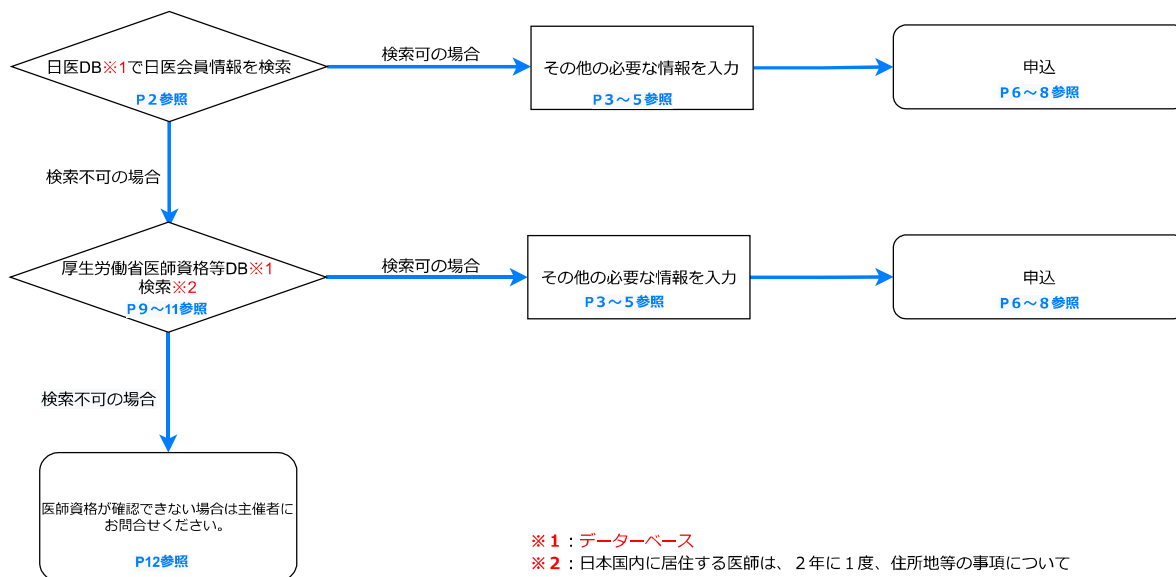 日医DB※1で日医会員情報を検索
P2参照
検索可の場合
その他の必要な情報を入力
P3～5参照
申込
P6～8参照
検索不可の場合
厚生労働省医師資格等DB※1
検索※2
P9～11参照
検索可の場合
その他の必要な情報を入力
P3～5参照
申込
P6～8参照
検索不可の場合
医師資格が確認できない場合は主催者に
お問合せください。
P12参照
※1：データーベース
※2：日本国内に居住する医師は、２年に１度、住所地等の事項について